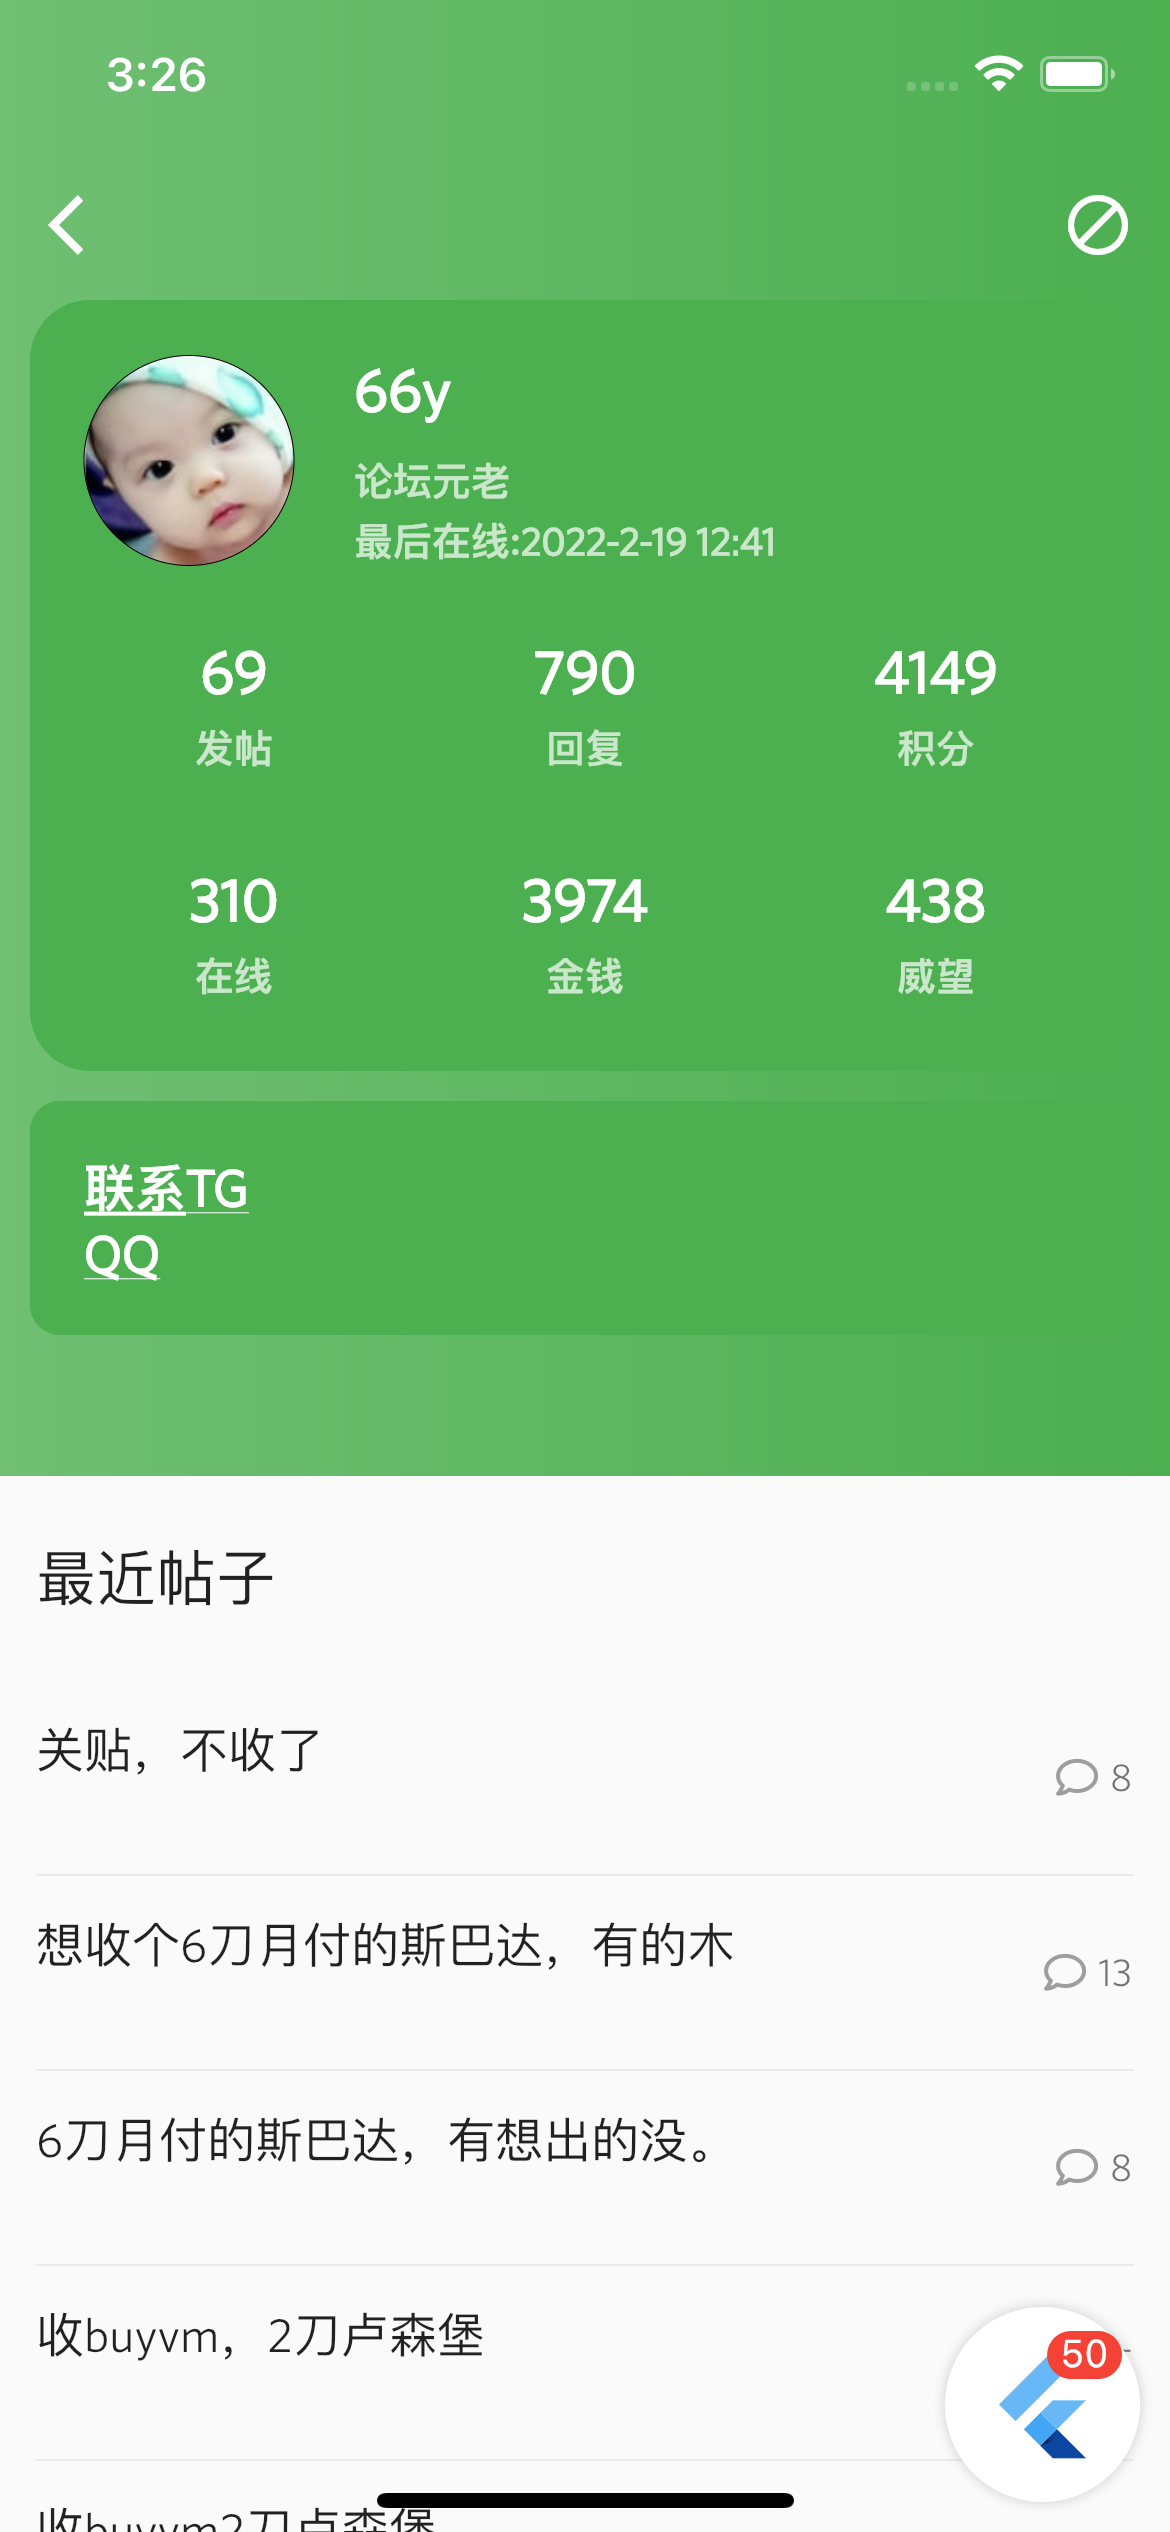 3:26
66y
论坛元老
最后在线:2022-2-19 12:41
69
790
4149
发帖
回复
积分
310
3974
438
在线
金钱
威望
联系TG
QQ
最近帖子
关贴，不收了
8
想收个6刀月付的斯巴达，有的木
13
6刀月付的斯巴达，有想出的没。
8
收buyvm，2刀卢森堡
50
收buyvm2刀卢森堡